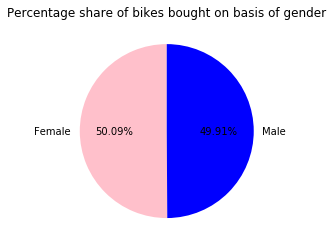 Percentage share of bikes bought on basis of gender
Female
50.09%
49.91%
Male